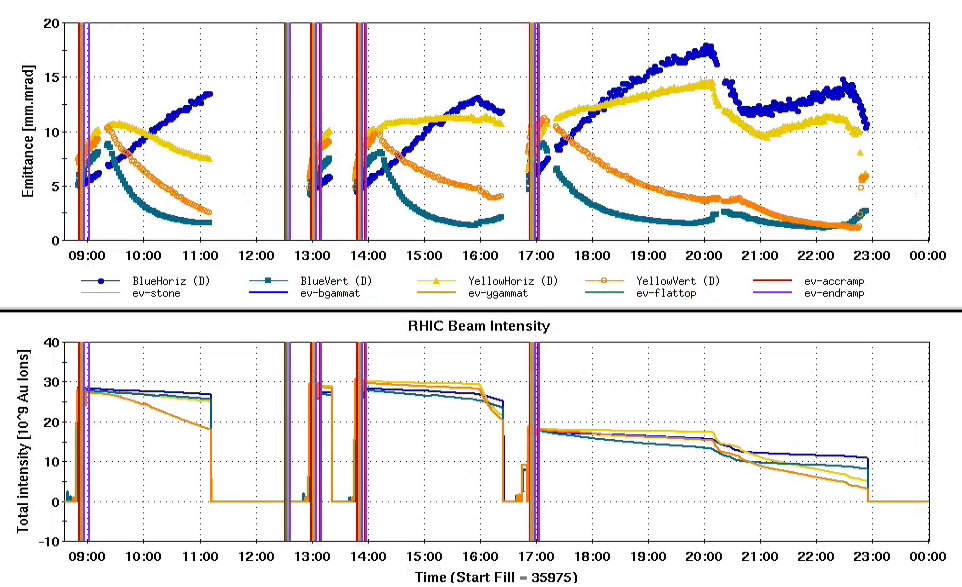 20
15
10
5
0
Emittance [mm.mrad]
09:00 10:00 11:00 12:00 13:00 14:00 15:00 16:00 17:00 18:00 19:00 20:00 21:00 22:00 23:00 00:00
BlueHoriz (D) BlueVert (D) YellowHoriz (D) YellowVert (D) ev-accramp
ev-stone ev-bgammat ev-ygammat ev-flattop ev-endramp
RHIC Beam Intensity
40
30
20
10
0
-10
Total intensity [10^9 Au Ions]
09:00 10:00 11:00 12:00 13:00 14:00 15:00 16:00 17:00 18:00 19:00 20:00 21:00 22:00 23:00 00:00
Time (Start Fill = 35975)